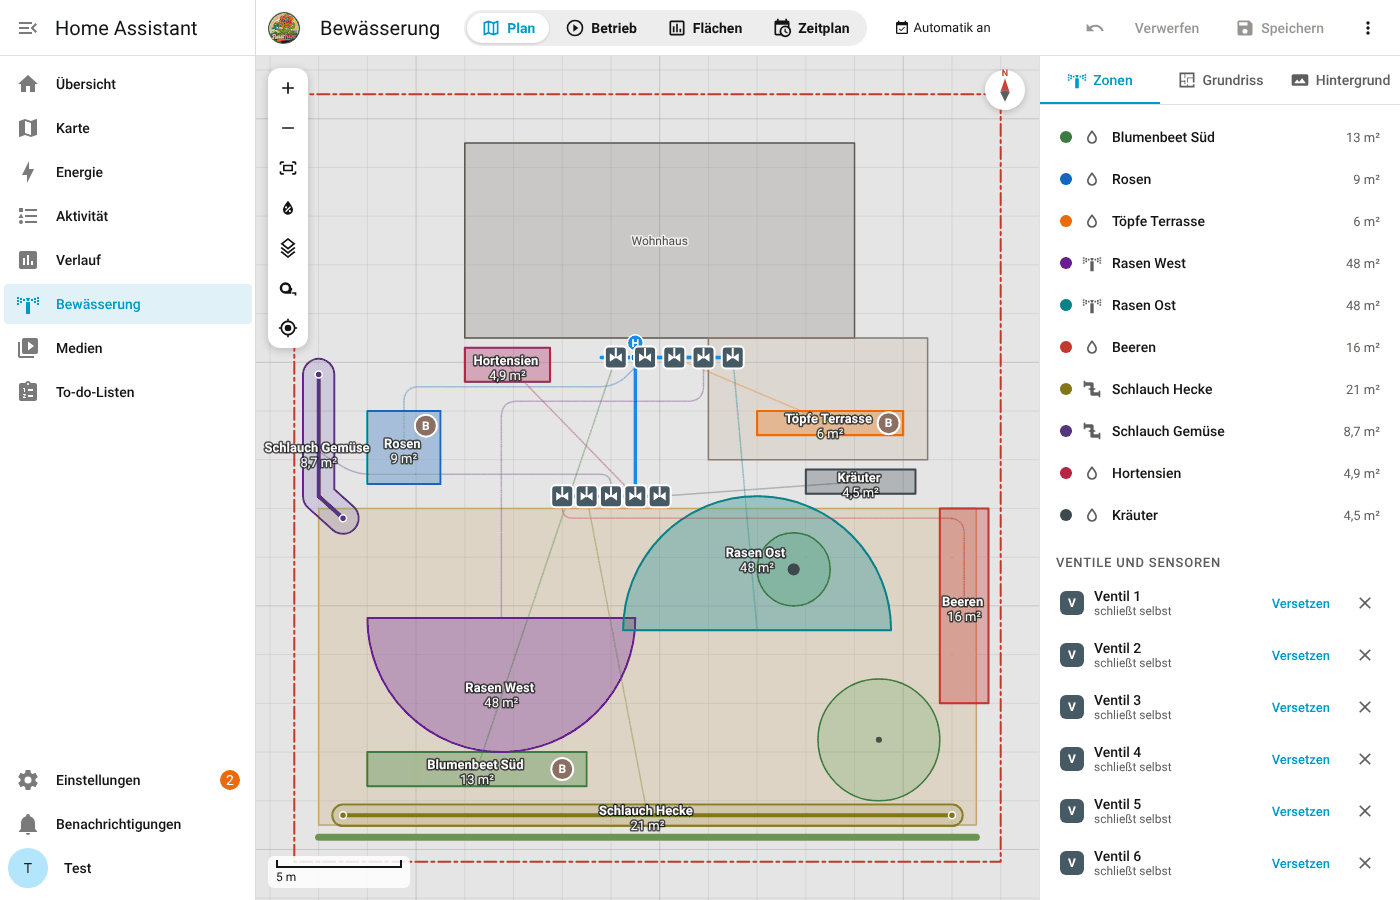 Home Assistant
Bewässerung
Plan
Betrieb
Flächen
Zeitplan
Automatik an
Verwerfen
Speichern
Übersicht
Karte
Energie
Aktivität
Verlauf
Bewässerung
Medien
To-do-Listen
Einstellungen
2
Benachrichtigungen
T
Test
N
Wohnhaus
H
Hortensien
4,9 m²
Schlauch Gemüse
8,7 m²
Rosen
9 m²
B
Töpfe Terrasse
6 m²
B
Kräuter
4,5 m²
Rasen Ost
48 m²
Beeren
16 m²
Rasen West
48 m²
Blumenbeet Süd
13 m²
B
Schlauch Hecke
21 m²
5 m
Zonen
Grundriss
Hintergrund
Blumenbeet Süd
13 m²
Rosen
9 m²
Töpfe Terrasse
6 m²
Rasen West
48 m²
Rasen Ost
48 m²
Beeren
16 m²
Schlauch Hecke
21 m²
Schlauch Gemüse
8,7 m²
Hortensien
4,9 m²
Kräuter
4,5 m²
VENTILE UND SENSOREN
V
Ventil 1
schließt selbst
Versetzen
V
Ventil 2
schließt selbst
Versetzen
V
Ventil 3
schließt selbst
Versetzen
V
Ventil 4
schließt selbst
Versetzen
V
Ventil 5
schließt selbst
Versetzen
V
Ventil 6
schließt selbst
Versetzen